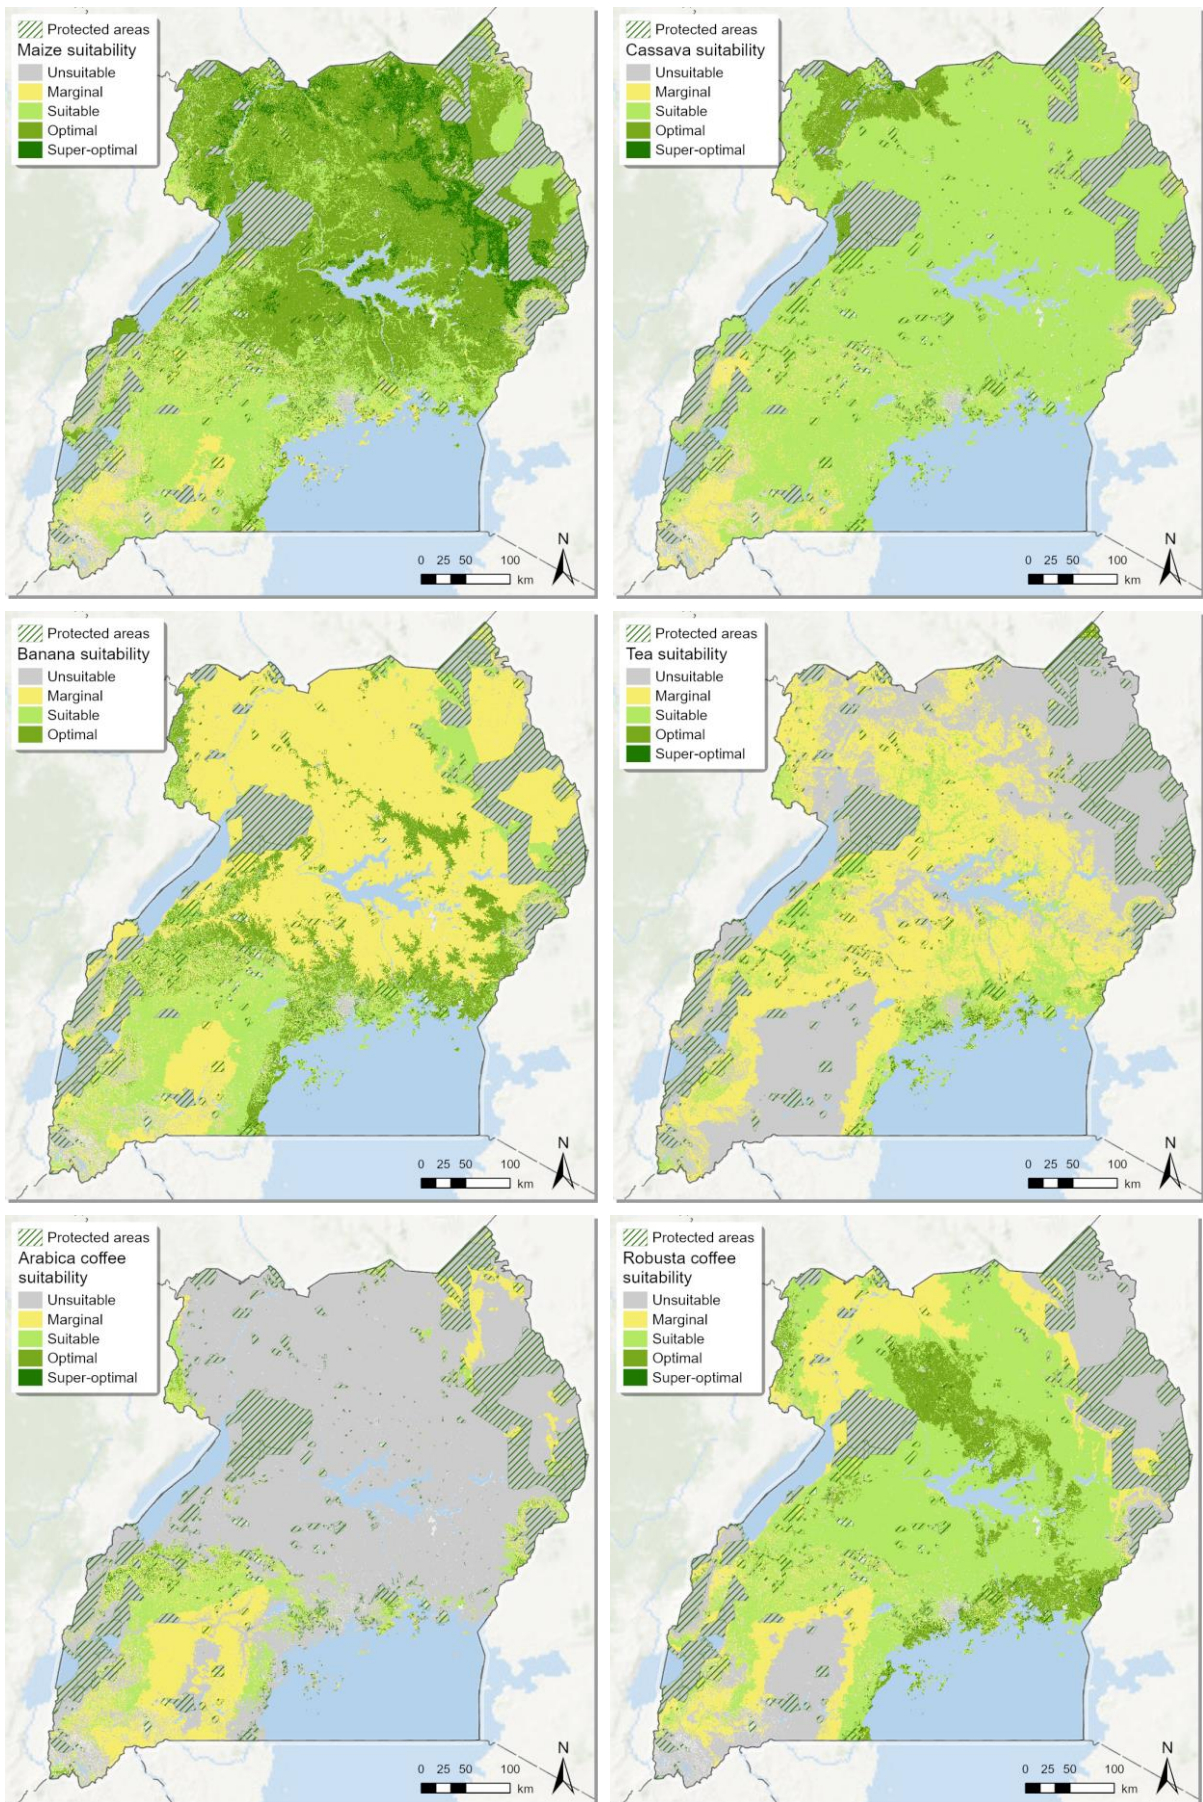 Protected areas
Maize suitability
Unsuitable
Marginal
Suitable
Optimal
Super-optimal
N
0 25 50 100
km
Protected areas
Cassava suitability
Unsuitable
Marginal
Suitable
Optimal
Super-optimal
N
0 25 50 100
km
Protected areas
Banana suitability
Unsuitable
Marginal
Suitable
Optimal
N
0 25 50 100
km
Protected areas
Tea suitability
Unsuitable
Marginal
Suitable
Optimal
Super-optimal
N
0 25 50 100
km
Protected areas
Arabica coffee
suitability
Unsuitable
Marginal
Suitable
Optimal
Super-optimal
N
0 25 50 100
km
Protected areas
Robusta coffee
suitability
Unsuitable
Marginal
Suitable
Optimal
Super-optimal
N
0 25 50 100
km